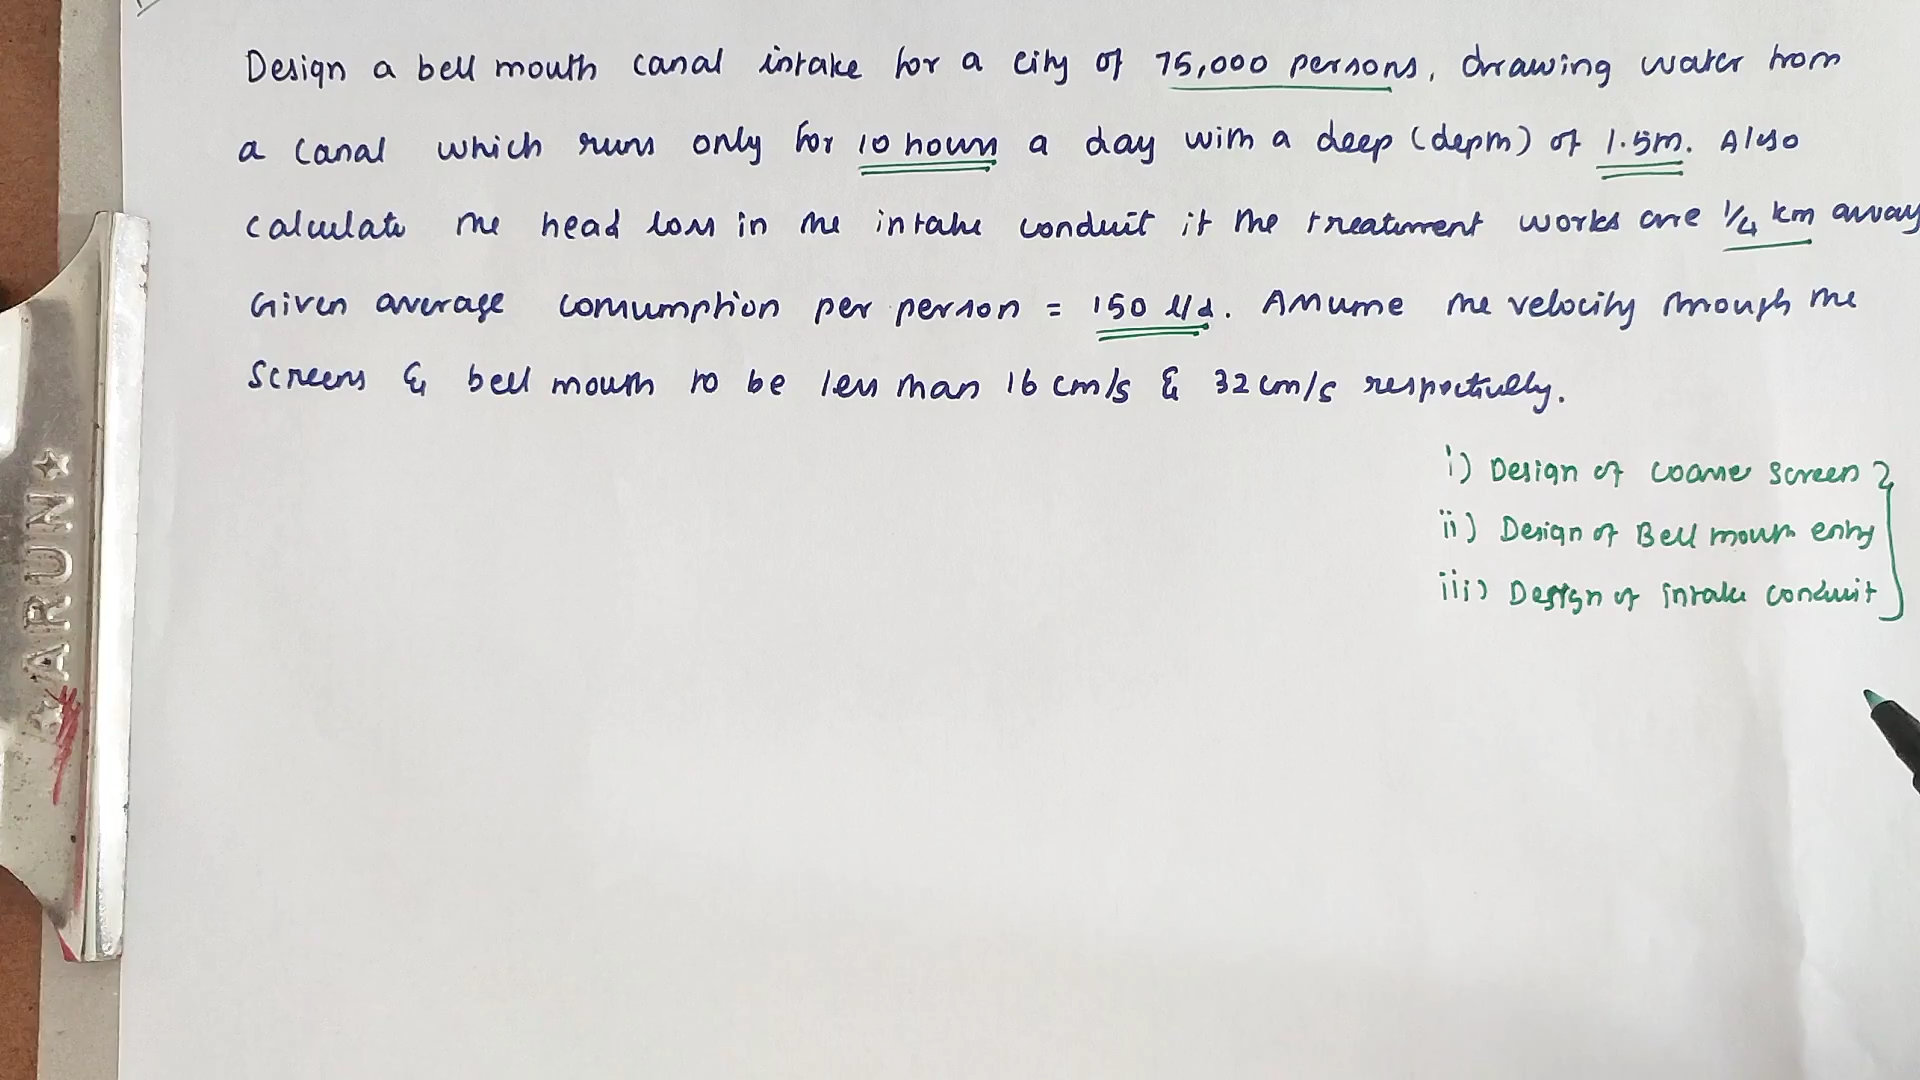 Design a bell mouth canal intake for a city of 75,000 persons, drawing water from
a canal which runs only for 10 hours a day with a deep (depth) of 1.5m. Also
calculate the head loss in the intake conduit if the treatment works are 1/4 km away
Given average consumption per person = 150 l/d. Assume the velocity through the
screens & bell mouth to be less than 16 cm/s & 32 cm/s respectively.
i) Design of coarse screen
ii) Design of Bell mouth entry
iii) Design of intake conduit
ARUN